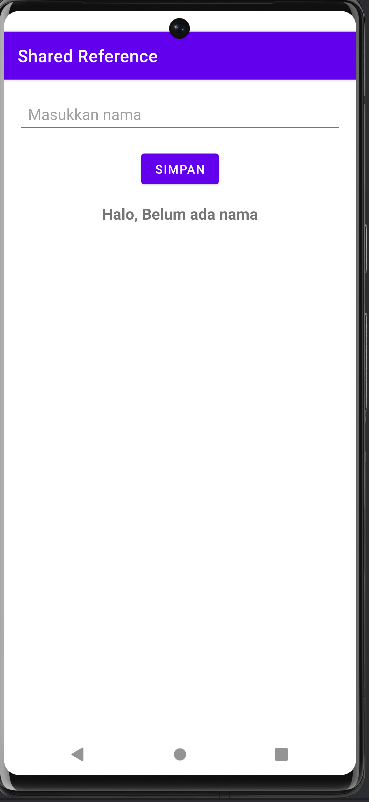 Shared Reference
Masukkan nama
SIMPAN
Halo, Belum ada nama